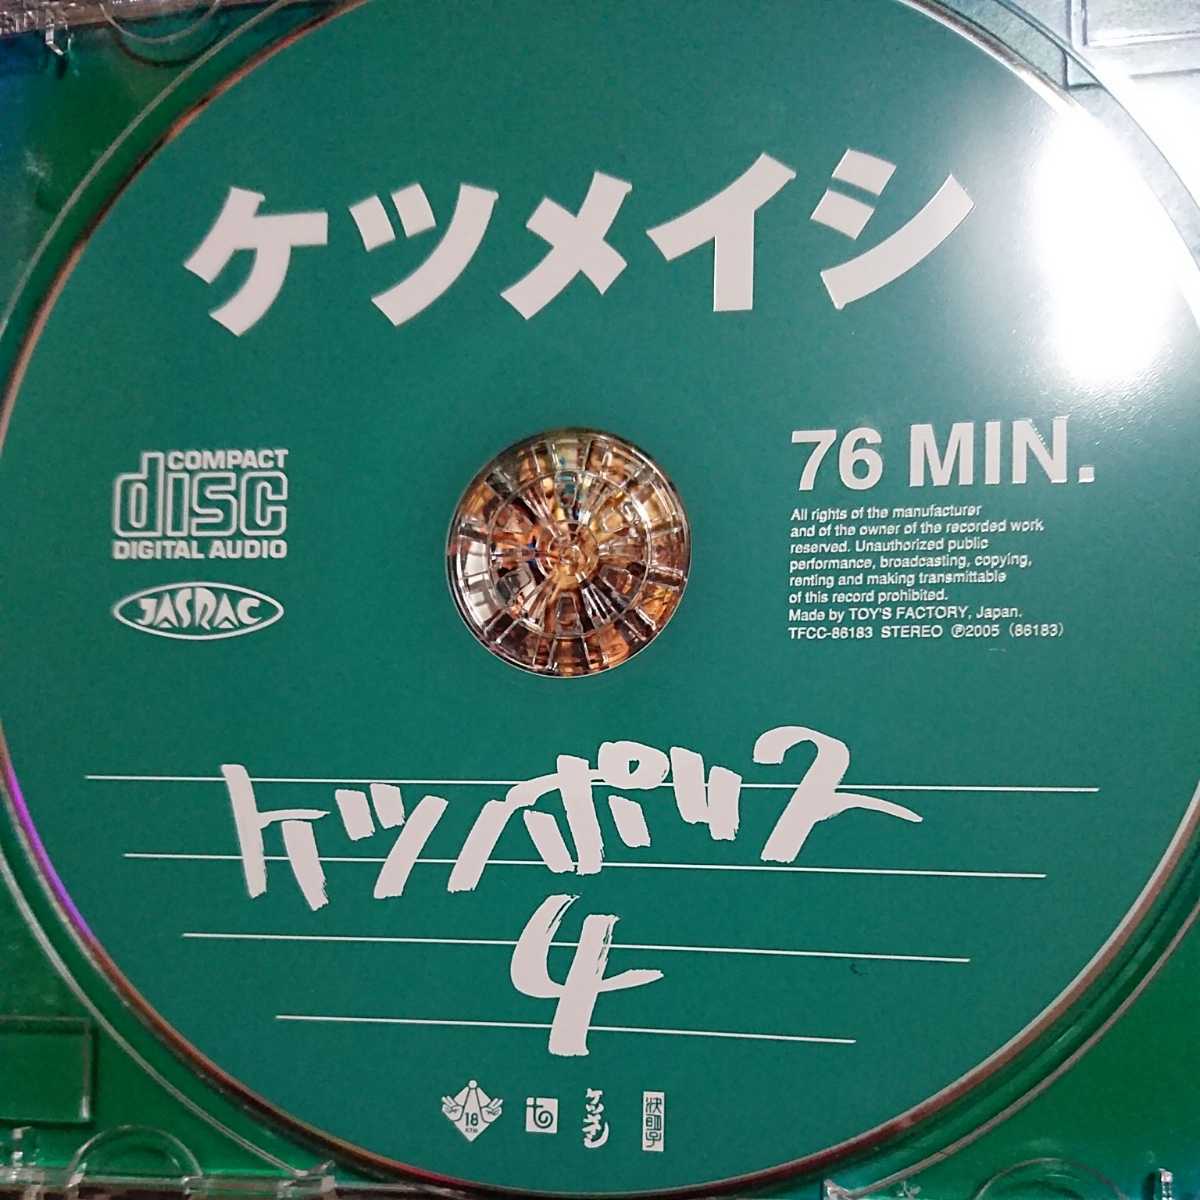 ケツメイシ
COMPACT
disc
DIGITAL AUDIO
JASRAC
76 MIN.
All rights of the manufacturer
and of the owner of the recorded work
reserved. Unauthorized public
performance, broadcasting, copying,
renting and making transmittable
of this record prohibited.
Made by TOY'S FACTORY, Japan.
TFCC-86183 STEREO Ⓟ2005 (86183)
ケツノポリス
4
18